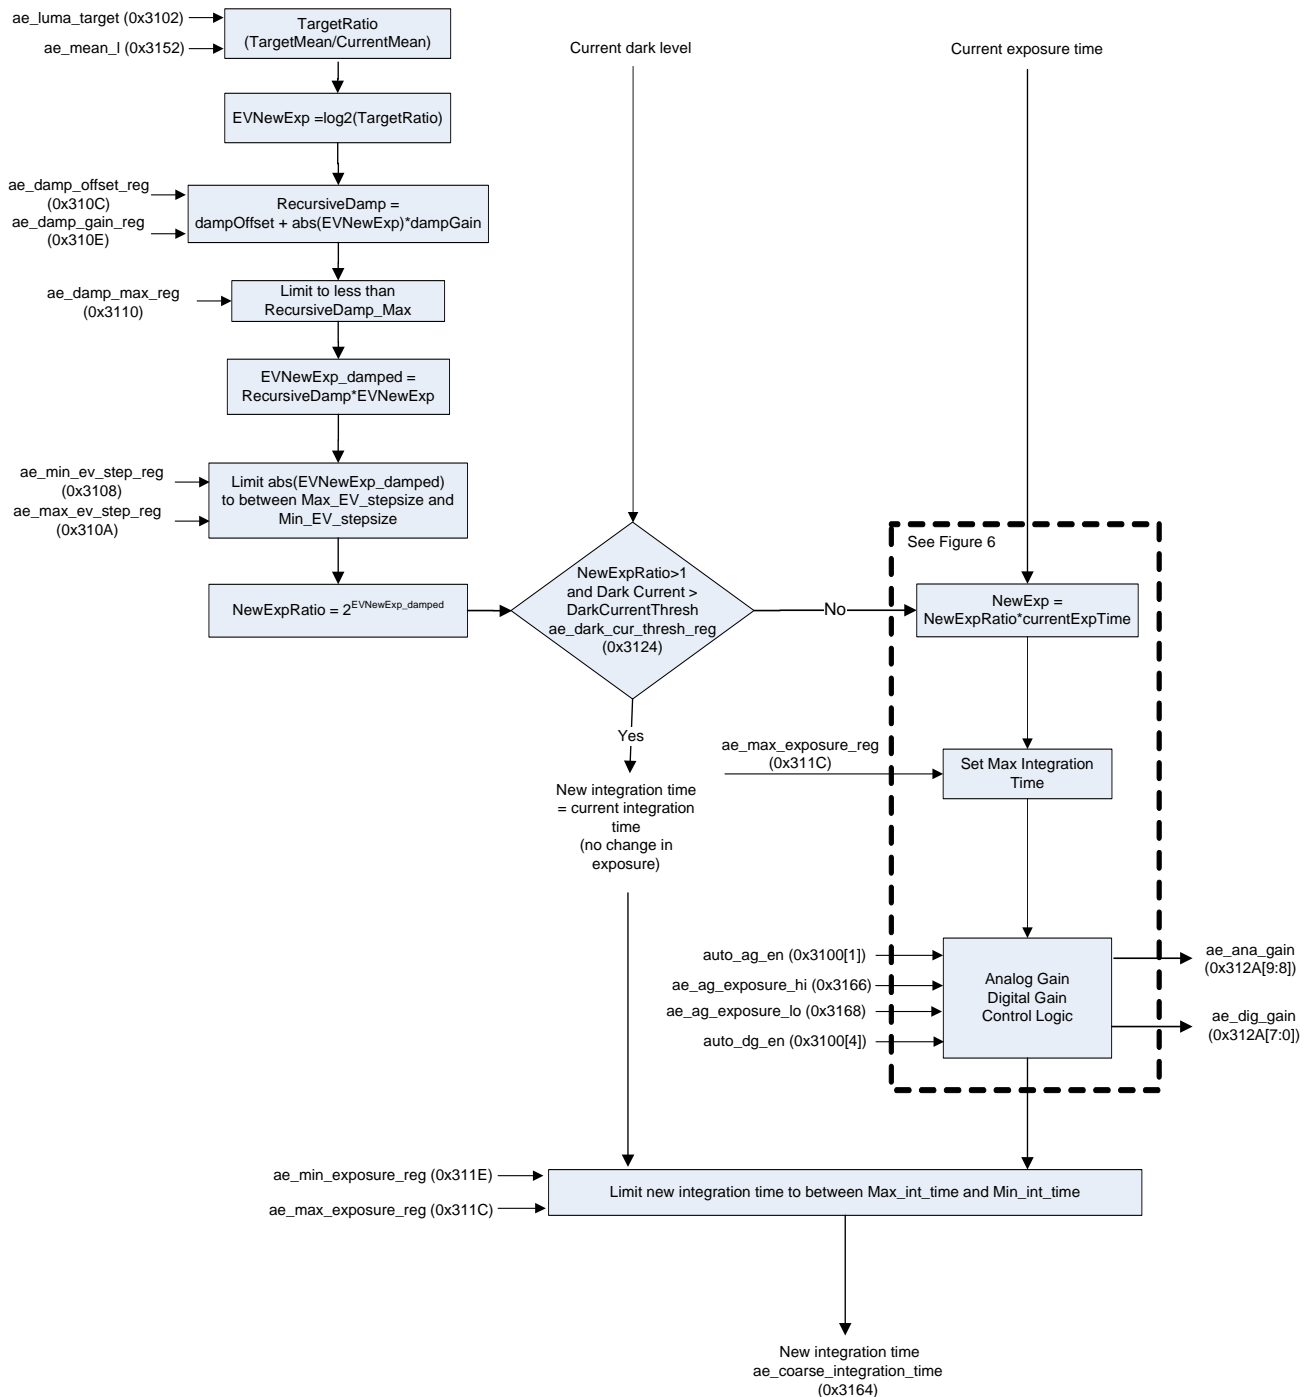 ae_luma_target (0x3102)
ae_mean_l (0x3152)
TargetRatio
(TargetMean/CurrentMean)
EVNewExp =log2(TargetRatio)
ae_damp_offset_reg
(0x310C)
ae_damp_gain_reg
(0x310E)
RecursiveDamp =
dampOffset + abs(EVNewExp)*dampGain
ae_damp_max_reg
(0x3110)
Limit to less than
RecursiveDamp_Max
EVNewExp_damped =
RecursiveDamp*EVNewExp
ae_min_ev_step_reg
(0x3108)
ae_max_ev_step_reg
(0x310A)
Limit abs(EVNewExp_damped)
to between Max_EV_stepsize and
Min_EV_stepsize
NewExpRatio = 2^EVNewExp_damped
Current dark level
NewExpRatio>1
and Dark Current >
DarkCurrentThresh
ae_dark_cur_thresh_reg
(0x3124)
No
Yes
New integration time
= current integration
time
(no change in
exposure)
Current exposure time
See Figure 6
NewExp =
NewExpRatio*currentExpTime
ae_max_exposure_reg
(0x311C)
Set Max Integration
Time
auto_ag_en (0x3100[1])
ae_ag_exposure_hi (0x3166)
ae_ag_exposure_lo (0x3168)
auto_dg_en (0x3100[4])
Analog Gain
Digital Gain
Control Logic
ae_ana_gain
(0x312A[9:8])
ae_dig_gain
(0x312A[7:0])
ae_min_exposure_reg (0x311E)
ae_max_exposure_reg (0x311C)
Limit new integration time to between Max_int_time and Min_int_time
New integration time
ae_coarse_integration_time
(0x3164)